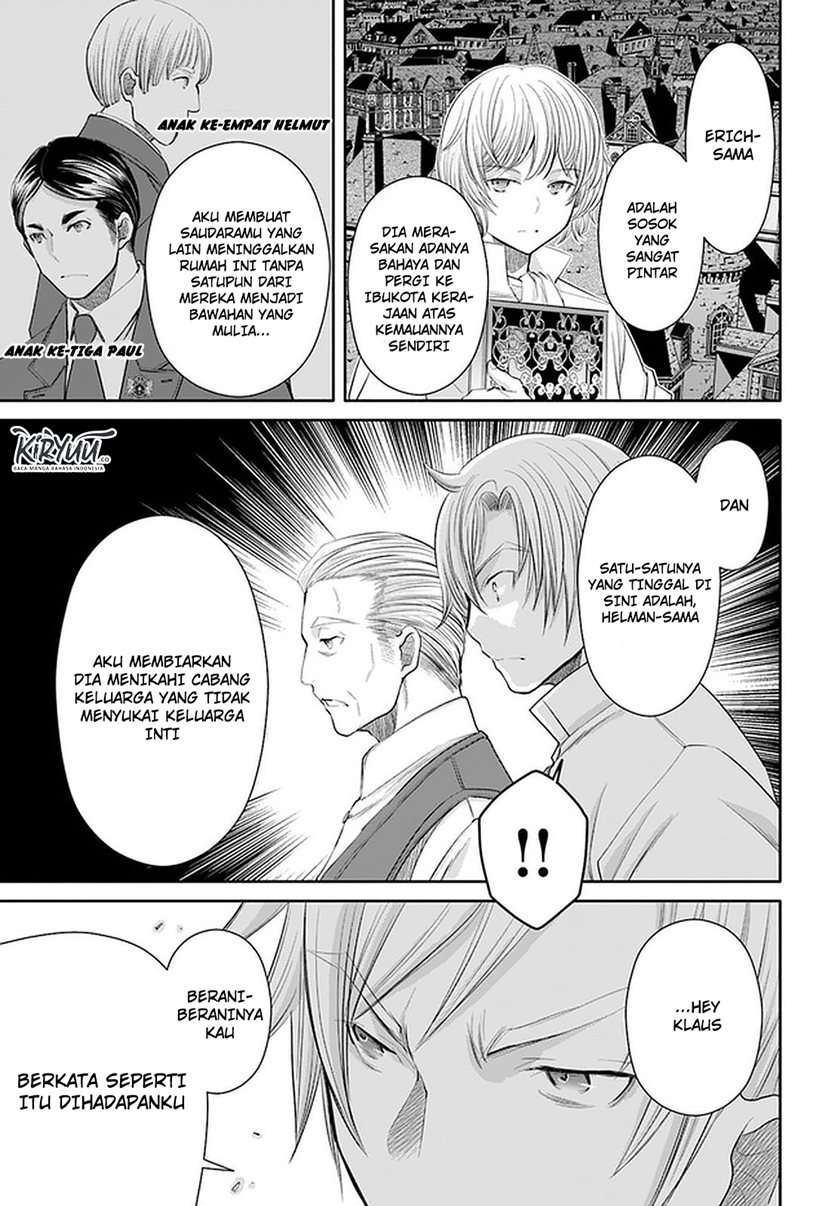 ERICH-
SAMA
ADALAH
SOSOK
YANG
SANGAT
PINTAR
DIA MERA-
SAKAN ADANYA
BAHAYA DAN
PERGI KE
IBUKOTA KERA-
JAAN ATAS
KEMAUANNYA
SENDIRI
ANAK KE-EMPAT HELMUT
AKU MEMBUAT
SAUDARAMU YANG
LAIN MENINGGALKAN
RUMAH INI TANPA
SATUPUN DARI
MEREKA MENJADI
BAWAHAN YANG
MULIA...
ANAK KE-TIGA PAUL
KIRYUU.CO
BACA MANGA BAHASA INDONESIA
DAN
SATU-SATUNYA
YANG TINGGAL DI
SINI ADALAH,
HELMAN-SAMA
AKU MEMBIARKAN
DIA MENIKAHI CABANG
KELUARGA YANG TIDAK
MENYUKAI KELUARGA
INTI
!!
...HEY
KLAUS
BERANI-
BERANINYA
KAU
BERKATA SEPERTI
ITU DIHADAPANKU